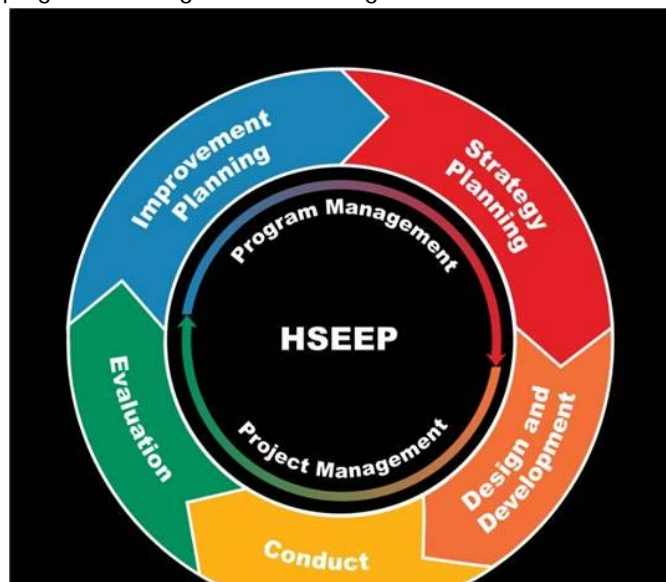 Improvement
Planning
Strategy
Planning
Program Management
HSEEP
Evaluation
Project Management
Design and
Development
Conduct